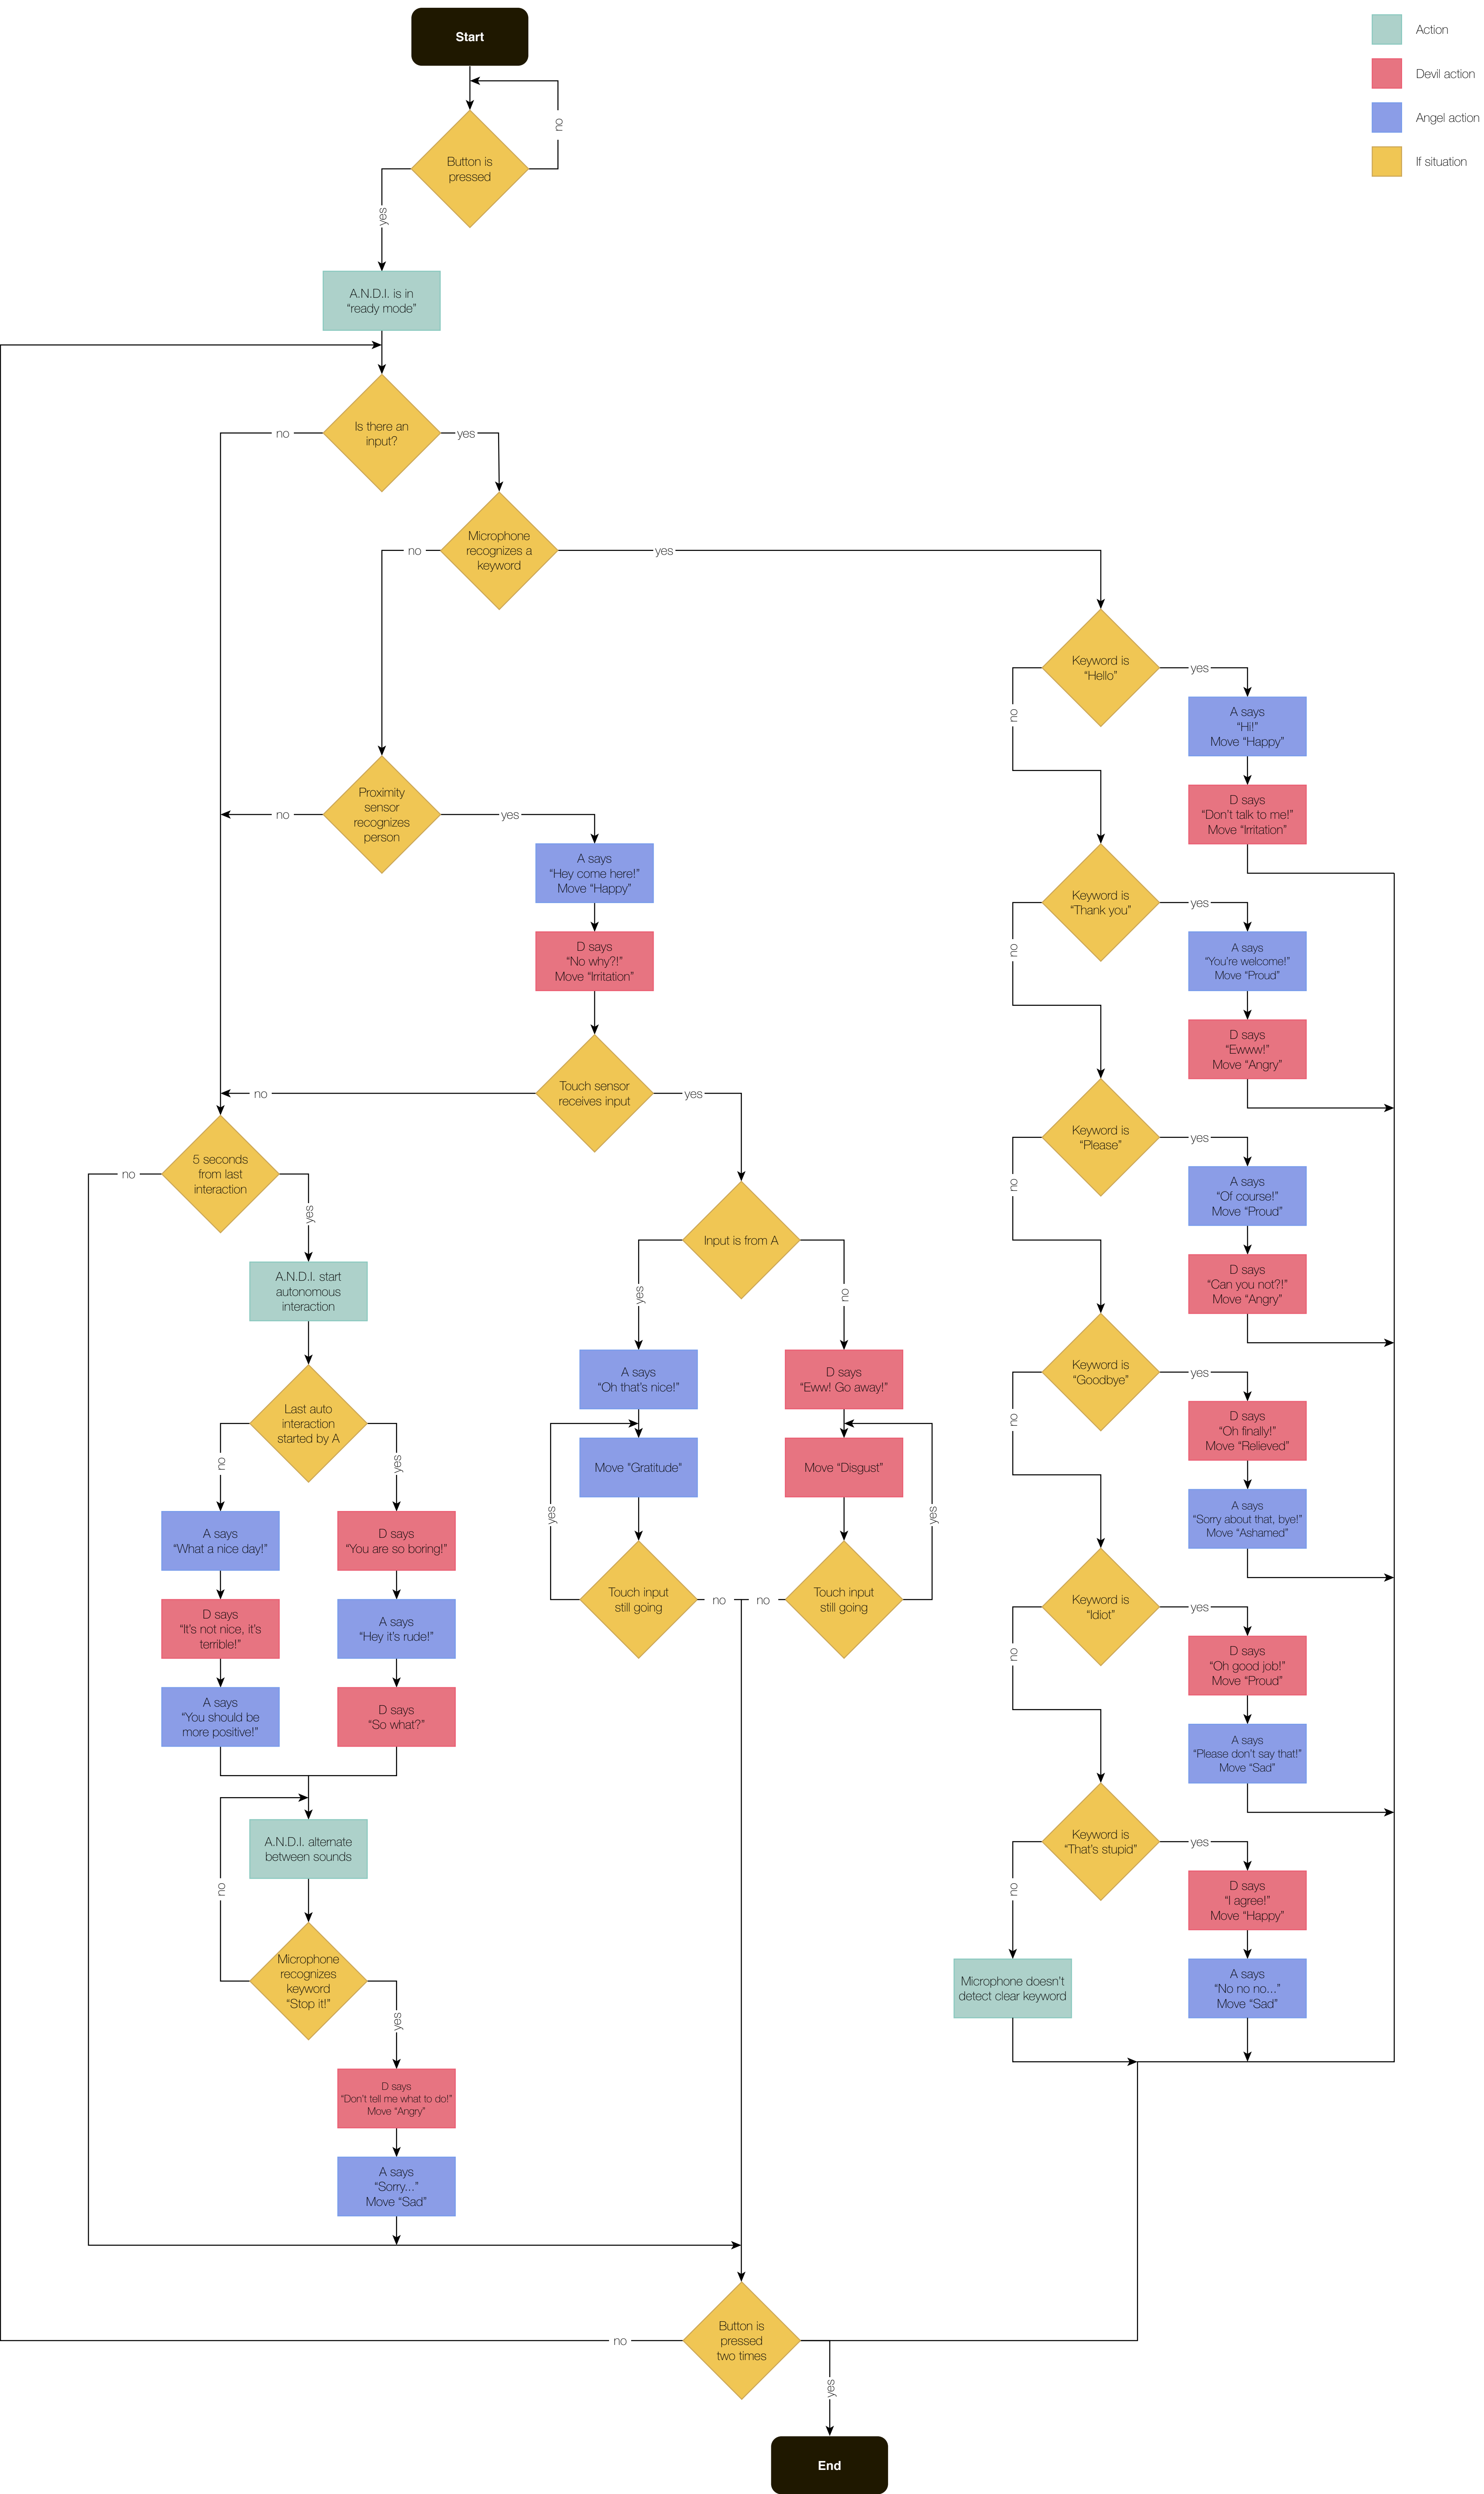 Start
Action
Devil action
Angel action
If situation
no
Button is
pressed
yes
A.N.D.I. is in
“ready mode”
Is there an
input?
no
yes
Microphone
recognizes a
keyword
no
yes
Keyword is
“Hello”
yes
no
A says
“Hi!”
Move “Happy”
D says
“Don't talk to me!”
Move “Irritation”
Proximity
sensor
recognizes
person
no
yes
A says
“Hey come here!”
Move “Happy”
D says
“No why?!”
Move “Irritation”
Keyword is
“Thank you”
yes
no
A says
“You're welcome!”
Move “Proud”
D says
“Ewww!”
Move “Angry”
Touch sensor
receives input
no
yes
Keyword is
“Please”
yes
no
A says
“Of course!”
Move “Proud”
D says
“Can you not?!”
Move “Angry”
5 seconds
from last
interaction
no
yes
Input is from A
yes
no
A.N.D.I. start
autonomous
interaction
Keyword is
“Goodbye”
yes
no
D says
“Oh finally!”
Move “Relieved”
A says
“Sorry about that, bye!”
Move “Ashamed”
A says
“Oh that's nice!”
D says
“Eww! Go away!”
Last auto
interaction
started by A
no
yes
Move “Gratitude”
Move “Disgust”
yes
yes
A says
“What a nice day!”
D says
“You are so boring!”
Touch input
still going
no
no
Touch input
still going
Keyword is
“Idiot”
yes
no
D says
“Oh good job!”
Move “Proud”
A says
“Please don't say that!”
Move “Sad”
D says
“It's not nice, it's
terrible!”
A says
“Hey it's rude!”
A says
“You should be
more positive!”
D says
“So what?”
A.N.D.I. alternate
between sounds
no
Keyword is
“That's stupid”
yes
no
D says
“I agree!”
Move “Happy”
A says
“No no no...”
Move “Sad”
Microphone doesn't
detect clear keyword
Microphone
recognizes
keyword
“Stop it!”
yes
D says
“Don't tell me what to do!”
Move “Angry”
A says
“Sorry...”
Move “Sad”
Button is
pressed
two times
no
yes
End